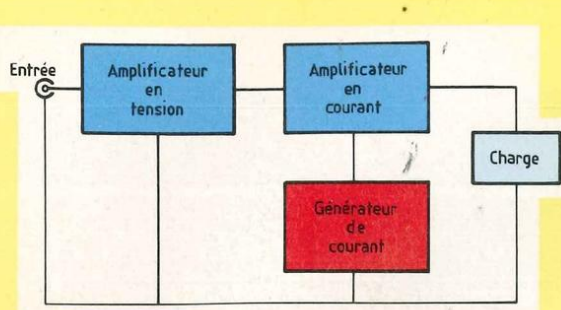 Entrée
Amplificateur
en
tension
Amplificateur
en
courant
Charge
Générateur
de
courant